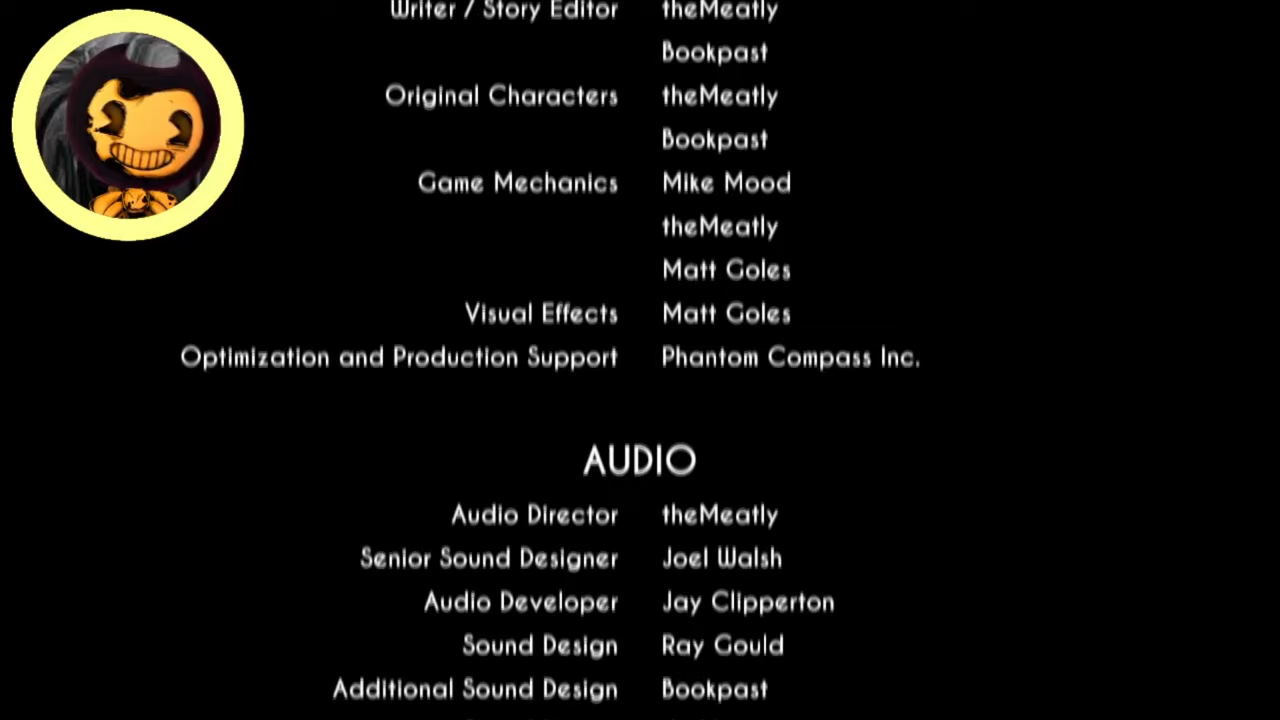 Writer / Story Editor theMeatly
Bookpast
Original Characters theMeatly
Bookpast
Game Mechanics Mike Mood
theMeatly
Matt Goles
Visual Effects Matt Goles
Optimization and Production Support Phantom Compass Inc.
AUDIO
Audio Director theMeatly
Senior Sound Designer Joel Walsh
Audio Developer Jay Clipperton
Sound Design Ray Gould
Additional Sound Design Bookpast